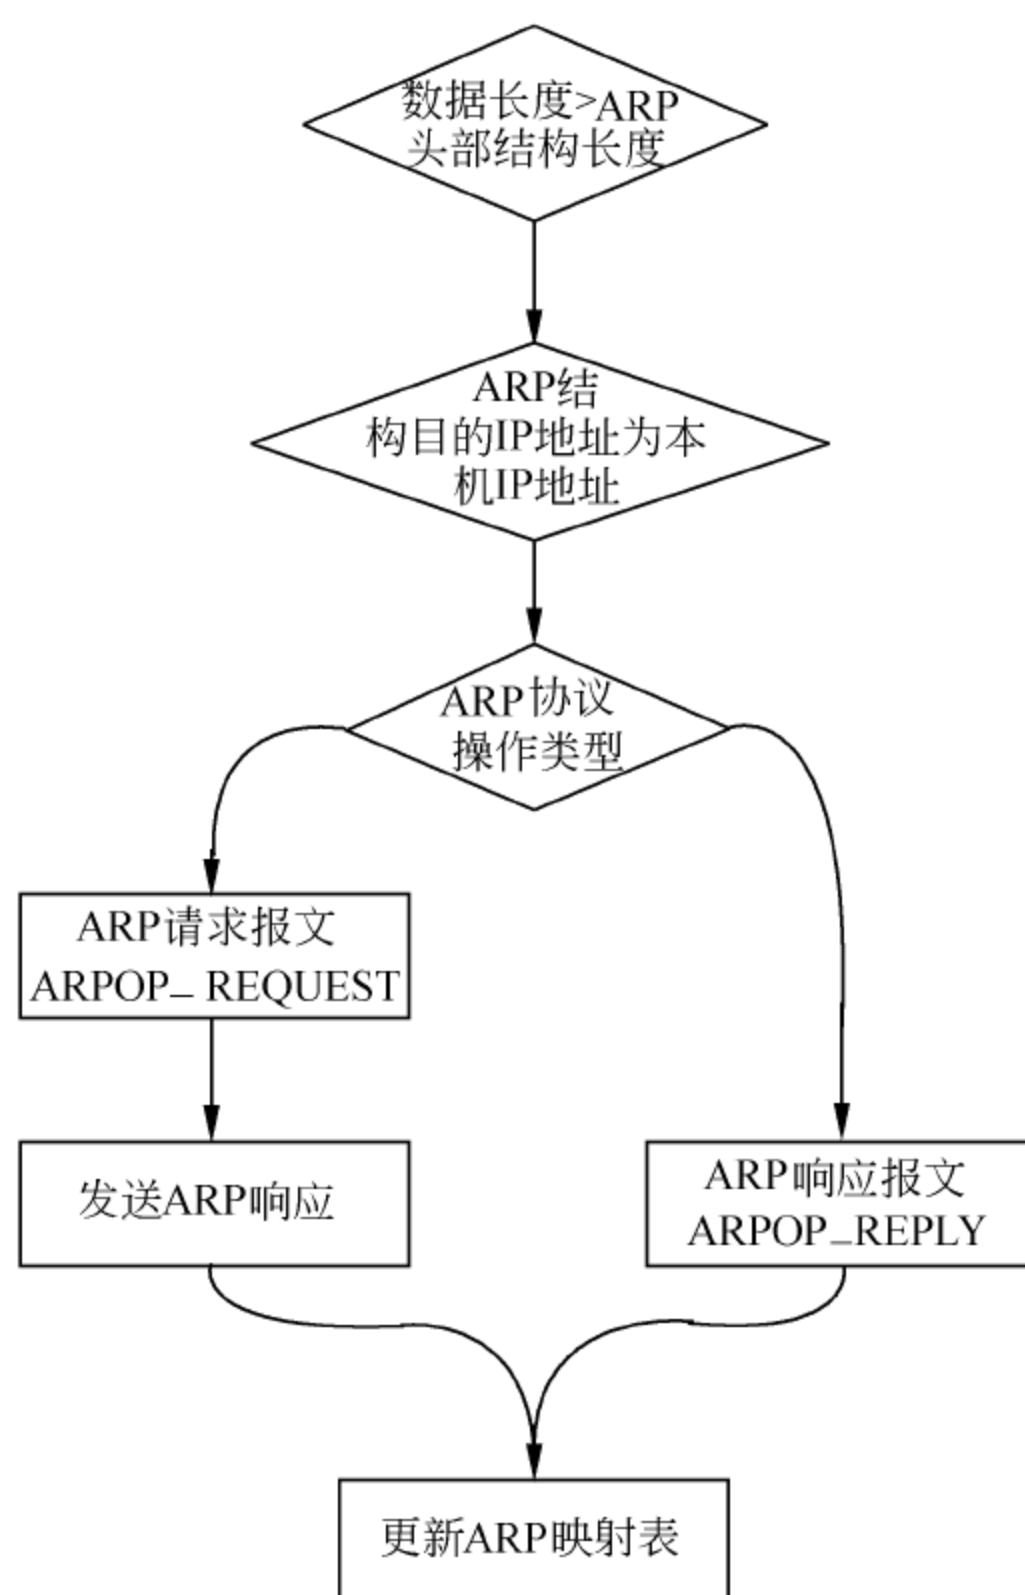 数据长度>ARP
头部结构长度
ARP结
构目的IP地址为本
机IP地址
ARP协议
操作类型
ARP请求报文
ARPOP_ REQUEST
发送ARP响应
ARP响应报文
ARPOP_REPLY
更新ARP映射表